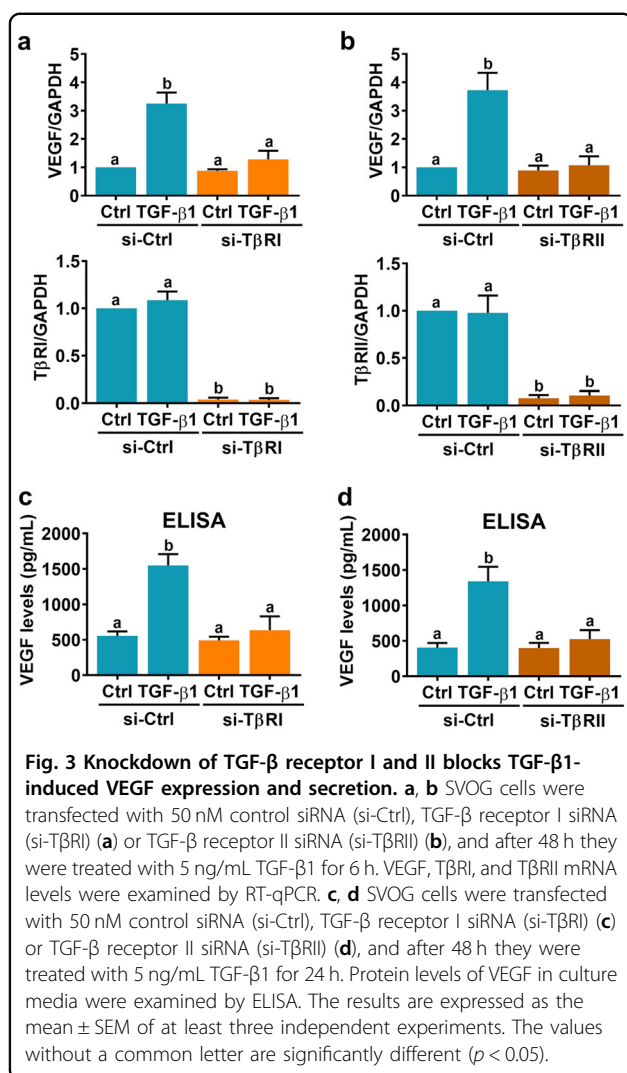 a
VEGF/GAPDH
5
4
3
2
1
0
a
b
a
a
Ctrl TGF-β1 Ctrl TGF-β1
si-Ctrl si-TβRI
TβRI/GAPDH
1.5
1.0
0.5
0.0
a
a
b
b
Ctrl TGF-β1 Ctrl TGF-β1
si-Ctrl si-TβRI
b
VEGF/GAPDH
5
4
3
2
1
0
a
b
a
a
Ctrl TGF-β1 Ctrl TGF-β1
si-Ctrl si-TβRII
TβRII/GAPDH
1.5
1.0
0.5
0.0
a
a
b
b
Ctrl TGF-β1 Ctrl TGF-β1
si-Ctrl si-TβRII
c
ELISA
VEGF levels (pg/mL)
2000
1500
1000
500
0
a
b
a
a
Ctrl TGF-β1 Ctrl TGF-β1
si-Ctrl si-TβRI
d
ELISA
VEGF levels (pg/mL)
2000
1500
1000
500
0
a
b
a
a
Ctrl TGF-β1 Ctrl TGF-β1
si-Ctrl si-TβRII
Fig. 3 Knockdown of TGF-β receptor I and II blocks TGF-β1-
induced VEGF expression and secretion. a, b SVOG cells were
transfected with 50 nM control siRNA (si-Ctrl), TGF-β receptor I siRNA
(si-TβRI) (a) or TGF-β receptor II siRNA (si-TβRII) (b), and after 48 h they
were treated with 5 ng/mL TGF-β1 for 6 h. VEGF, TβRI, and TβRII mRNA
levels were examined by RT-qPCR. c, d SVOG cells were transfected
with 50 nM control siRNA (si-Ctrl), TGF-β receptor I siRNA (si-TβRI) (c)
or TGF-β receptor II siRNA (si-TβRII) (d), and after 48 h they were
treated with 5 ng/mL TGF-β1 for 24 h. Protein levels of VEGF in culture
media were examined by ELISA. The results are expressed as the
mean ± SEM of at least three independent experiments. The values
without a common letter are significantly different (p < 0.05).